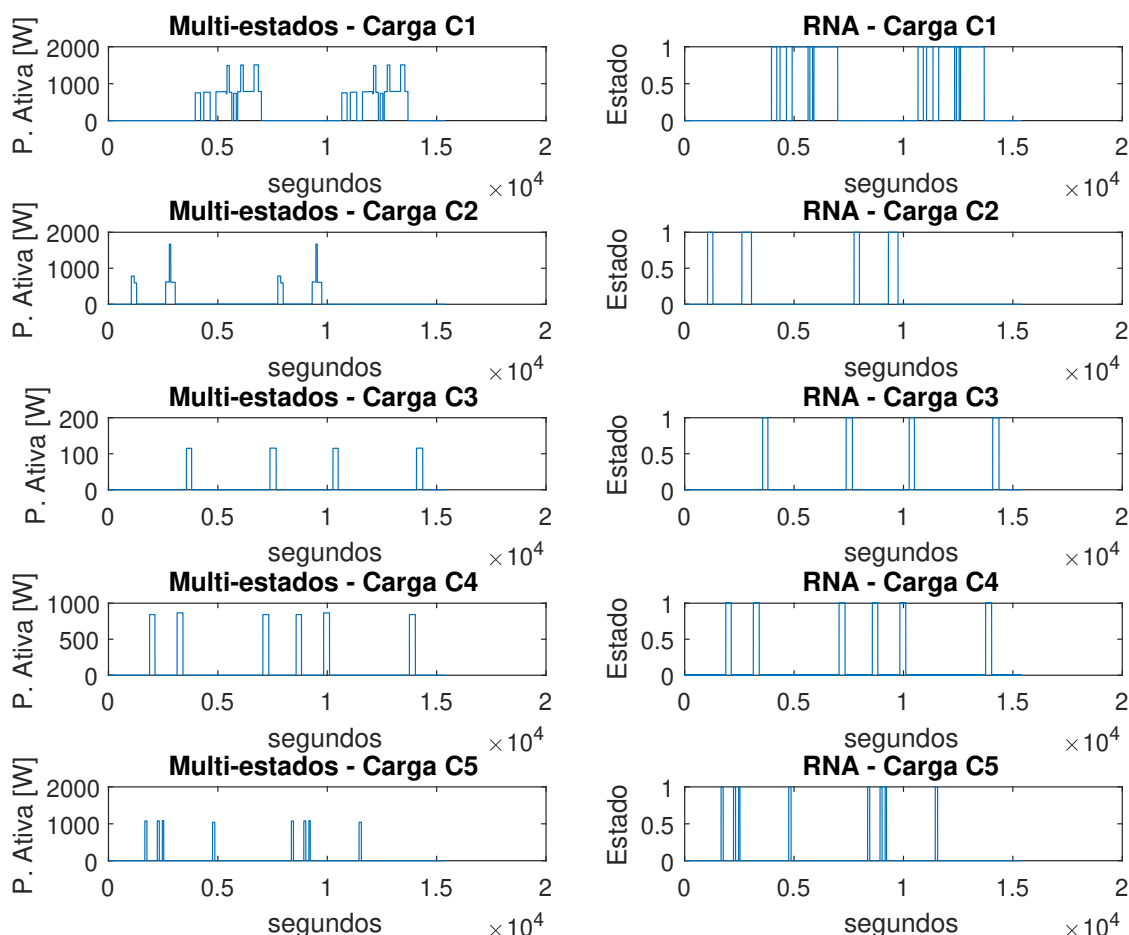 Multi-estados - Carga C1
P. Ativa [W]
2000
1000
0
0 0.5 1 1.5 2
segundos
×10^4
RNA - Carga C1
Estado
1
0.5
0
0 0.5 1 1.5 2
segundos
×10^4
Multi-estados - Carga C2
P. Ativa [W]
2000
1000
0
0 0.5 1 1.5 2
segundos
×10^4
RNA - Carga C2
Estado
1
0.5
0
0 0.5 1 1.5 2
segundos
×10^4
Multi-estados - Carga C3
P. Ativa [W]
200
100
0
0 0.5 1 1.5 2
segundos
×10^4
RNA - Carga C3
Estado
1
0.5
0
0 0.5 1 1.5 2
segundos
×10^4
Multi-estados - Carga C4
P. Ativa [W]
1000
500
0
0 0.5 1 1.5 2
segundos
×10^4
RNA - Carga C4
Estado
1
0.5
0
0 0.5 1 1.5 2
segundos
×10^4
Multi-estados - Carga C5
P. Ativa [W]
2000
1000
0
0 0.5 1 1.5 2
segundos
×10^4
RNA - Carga C5
Estado
1
0.5
0
0 0.5 1 1.5 2
segundos
×10^4